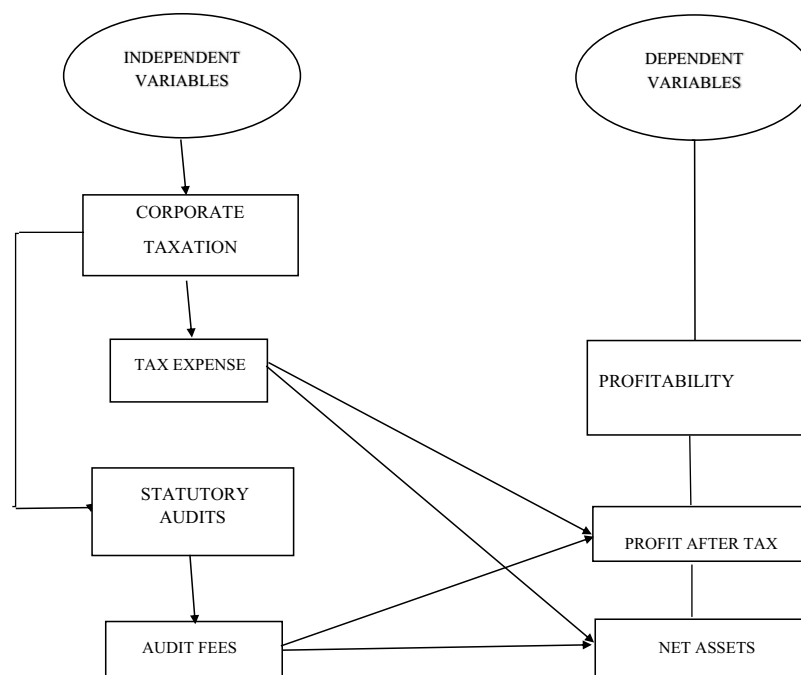 INDEPENDENT
VARIABLES
DEPENDENT
VARIABLES
CORPORATE
TAXATION
TAX EXPENSE
PROFITABILITY
STATUTORY
AUDITS
PROFIT AFTER TAX
AUDIT FEES
NET ASSETS